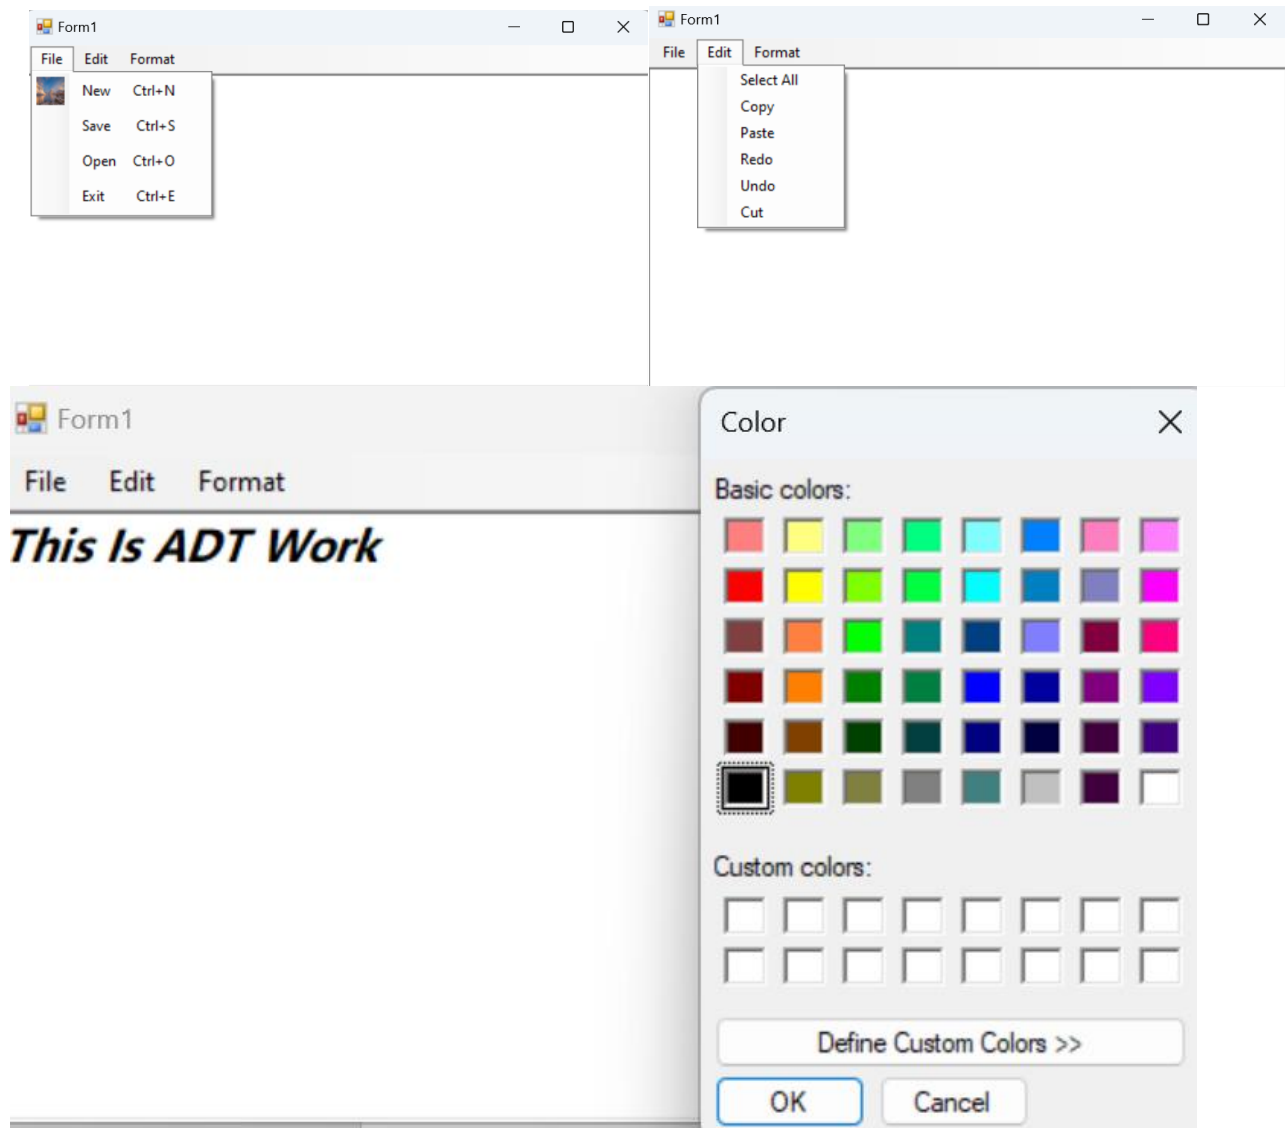 Form1
File Edit Format
New Ctrl+N
Save Ctrl+S
Open Ctrl+O
Exit Ctrl+E
Form1
File Edit Format
Select All
Copy
Paste
Redo
Undo
Cut
Form1
File Edit Format
This Is ADT Work
Color
Basic colors:
Custom colors:
Define Custom Colors >>
OK Cancel